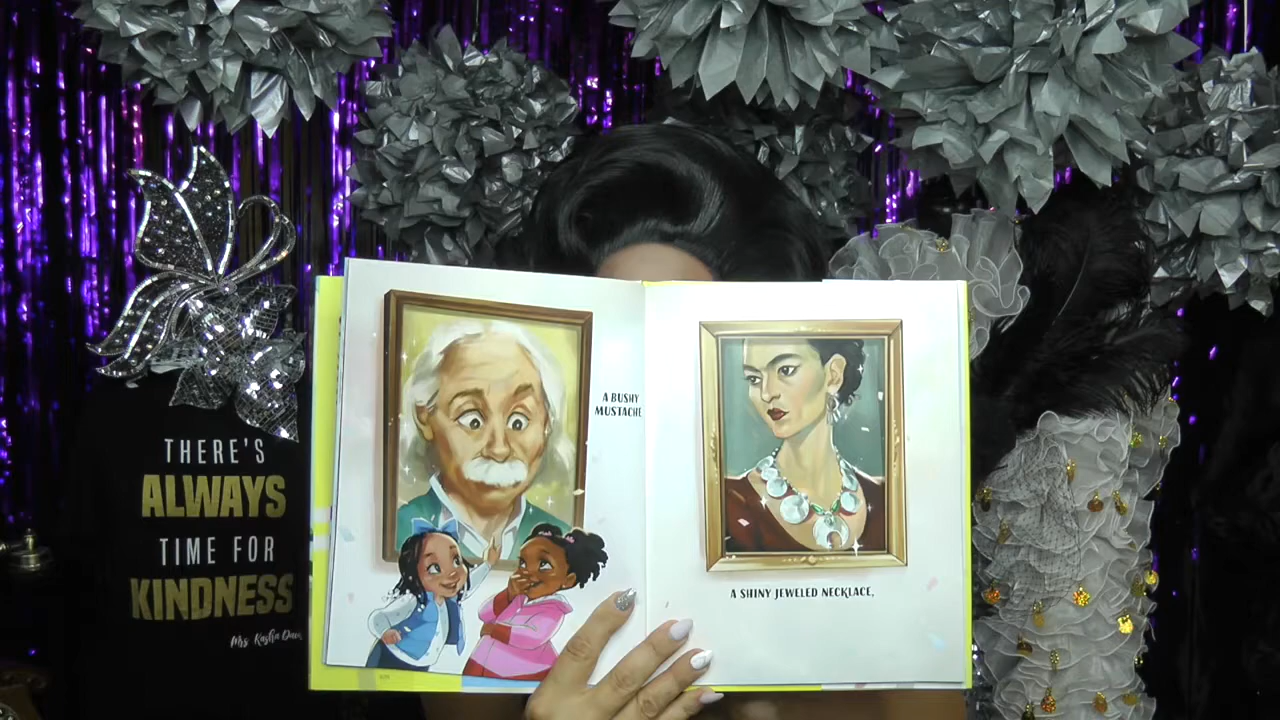 THERE'S
ALWAYS
TIME FOR
KINDNESS
Mrs. Kasha Davis
A BUSHY
MUSTACHE
A SHINY JEWELED NECKLACE,